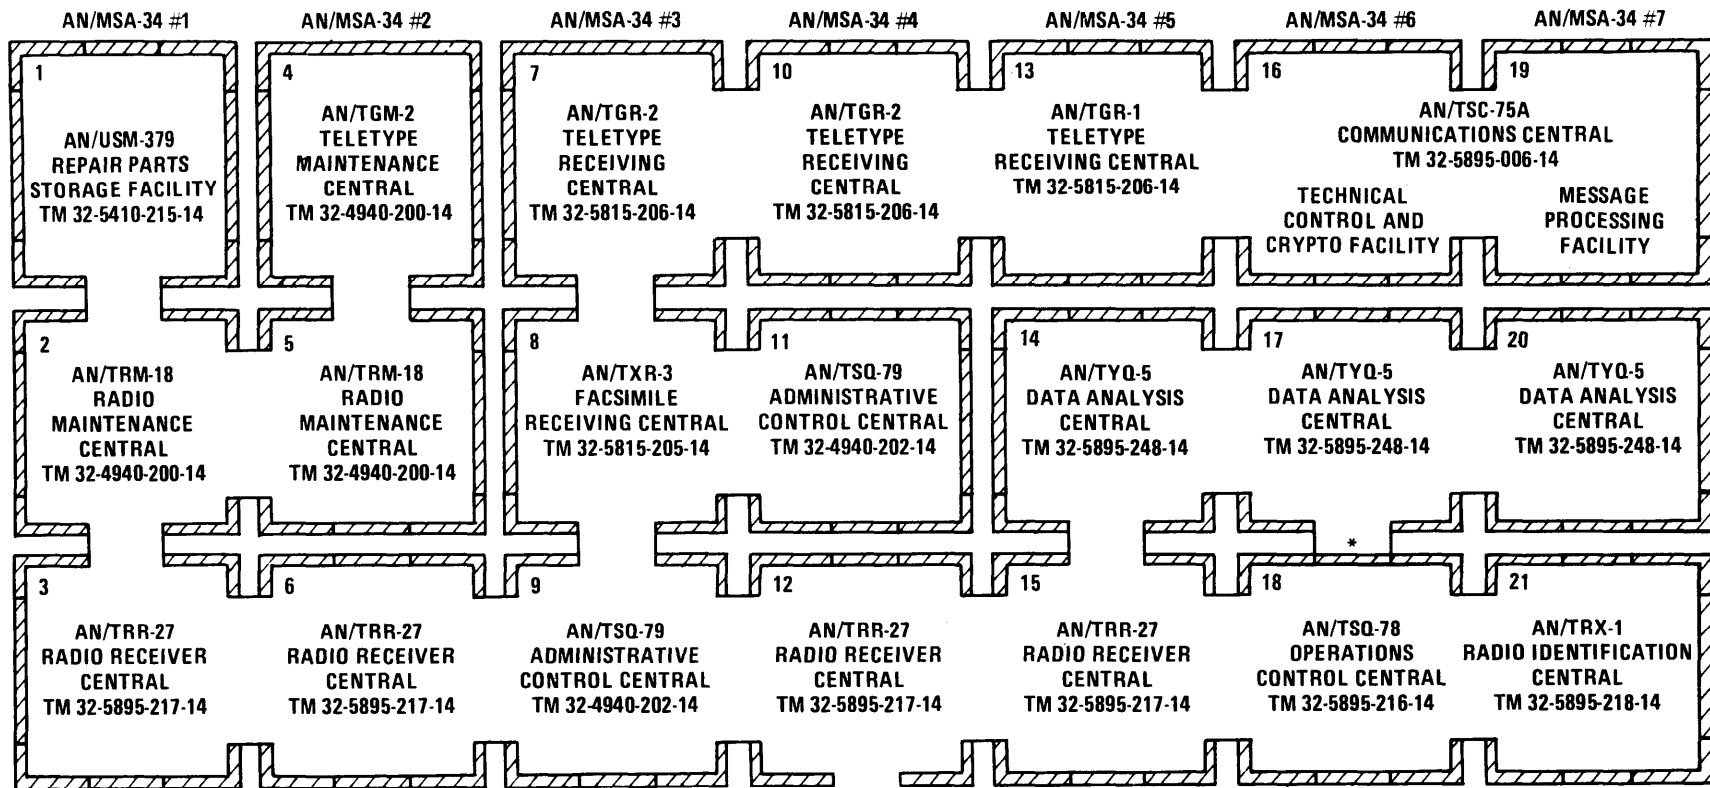 AN/MSA-34 #1
AN/MSA-34 #2
AN/MSA-34 #3
AN/MSA-34 #4
AN/MSA-34 #5
AN/MSA-34 #6
AN/MSA-34 #7
1
AN/USM-379
REPAIR PARTS
STORAGE FACILITY
TM 32-5410-215-14
4
AN/TGM-2
TELETYPE
MAINTENANCE
CENTRAL
TM 32-4940-200-14
7
AN/TGR-2
TELETYPE
RECEIVING
CENTRAL
TM 32-5815-206-14
10
AN/TGR-2
TELETYPE
RECEIVING
CENTRAL
TM 32-5815-206-14
13
AN/TGR-1
TELETYPE
RECEIVING CENTRAL
TM 32-5815-206-14
16
19
AN/TSC-75A
COMMUNICATIONS CENTRAL
TM 32-5895-006-14
TECHNICAL
CONTROL AND
CRYPTO FACILITY
MESSAGE
PROCESSING
FACILITY
2
AN/TRM-18
RADIO
MAINTENANCE
CENTRAL
TM 32-4940-200-14
5
AN/TRM-18
RADIO
MAINTENANCE
CENTRAL
TM 32-4940-200-14
8
AN/TXR-3
FACSIMILE
RECEIVING CENTRAL
TM 32-5815-205-14
11
AN/TSQ-79
ADMINISTRATIVE
CONTROL CENTRAL
TM 32-4940-202-14
14
AN/TYQ-5
DATA ANALYSIS
CENTRAL
TM 32-5895-248-14
17
AN/TYQ-5
DATA ANALYSIS
CENTRAL
TM 32-5895-248-14
20
AN/TYQ-5
DATA ANALYSIS
CENTRAL
TM 32-5895-248-14
*
3
AN/TRR-27
RADIO RECEIVER
CENTRAL
TM 32-5895-217-14
6
AN/TRR-27
RADIO RECEIVER
CENTRAL
TM 32-5895-217-14
9
AN/TSQ-79
ADMINISTRATIVE
CONTROL CENTRAL
TM 32-4940-202-14
12
AN/TRR-27
RADIO RECEIVER
CENTRAL
TM 32-5895-217-14
15
AN/TRR-27
RADIO RECEIVER
CENTRAL
TM 32-5895-217-14
18
AN/TSQ-78
OPERATIONS
CONTROL CENTRAL
TM 32-5895-216-14
21
AN/TRX-1
RADIO IDENTIFICATION
CENTRAL
TM 32-5895-218-14